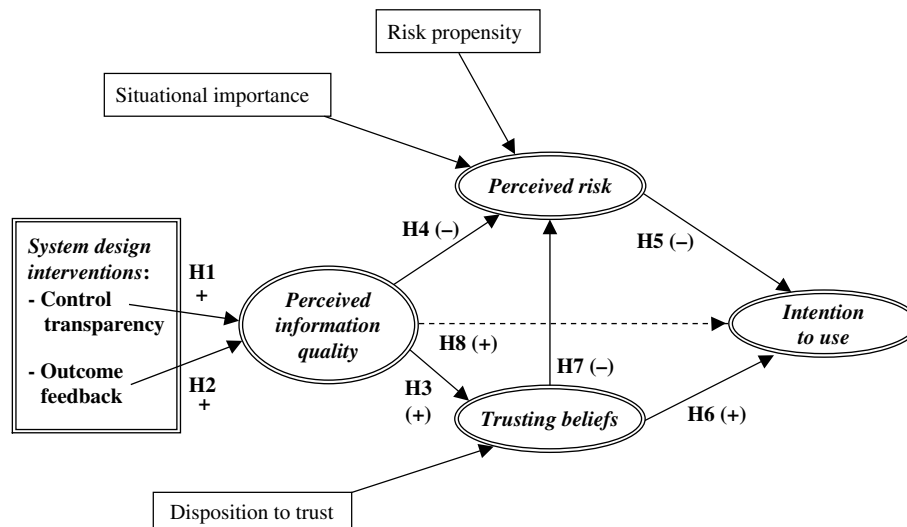 Risk propensity
Situational importance
Perceived risk
H4 (–)
H5 (–)
System design
interventions:
- Control
transparency
- Outcome
feedback
H1
+
H2
+
Perceived
information
quality
H8 (+)
H3
(+)
H7 (–)
Intention
to use
Trusting beliefs
H6 (+)
Disposition to trust